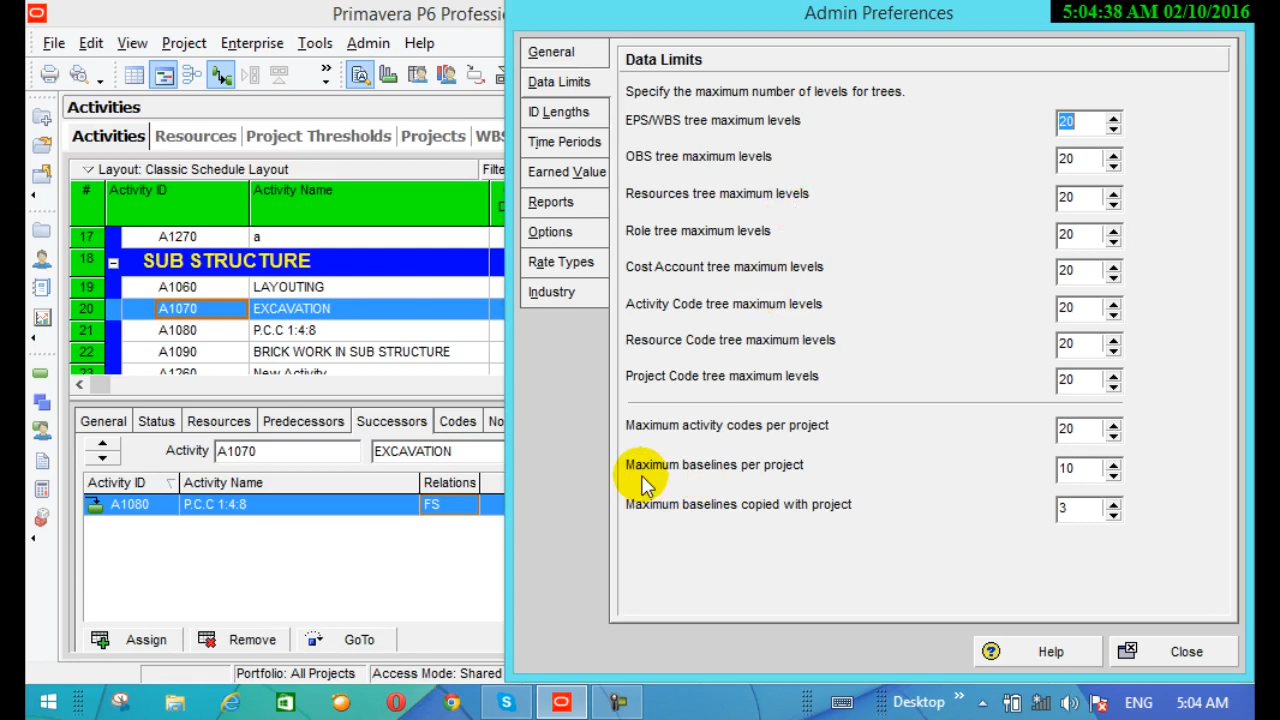 Primavera P6 Professi
Admin Preferences
5:04:38 AM 02/10/2016
File Edit View Project Enterprise Tools Admin Help
Activities
Activities Resources Project Thresholds Projects WBS
Layout: Classic Schedule Layout Filte
# Activity ID Activity Name
17 A1270 a
18 SUB STRUCTURE
19 A1060 LAYOUTING
20 A1070 EXCAVATION
21 A1080 P.C.C 1:4:8
22 A1090 BRICK WORK IN SUB STRUCTURE
23 A1260 New Activity
General Status Resources Predecessors Successors Codes No
Activity A1070 EXCAVATION
Activity ID Activity Name Relations
A1080 P.C.C 1:4:8 FS
Assign Remove GoTo
Portfolio: All Projects Access Mode: Shared
General
Data Limits
ID Lengths
Time Periods
Earned Value
Reports
Options
Rate Types
Industry
Data Limits
Specify the maximum number of levels for trees.
EPS/WBS tree maximum levels 20
OBS tree maximum levels 20
Resources tree maximum levels 20
Role tree maximum levels 20
Cost Account tree maximum levels 20
Activity Code tree maximum levels 20
Resource Code tree maximum levels 20
Project Code tree maximum levels 20
Maximum activity codes per project 20
Maximum baselines per project 10
Maximum baselines copied with project 3
Help Close
Desktop ENG 5:04 AM